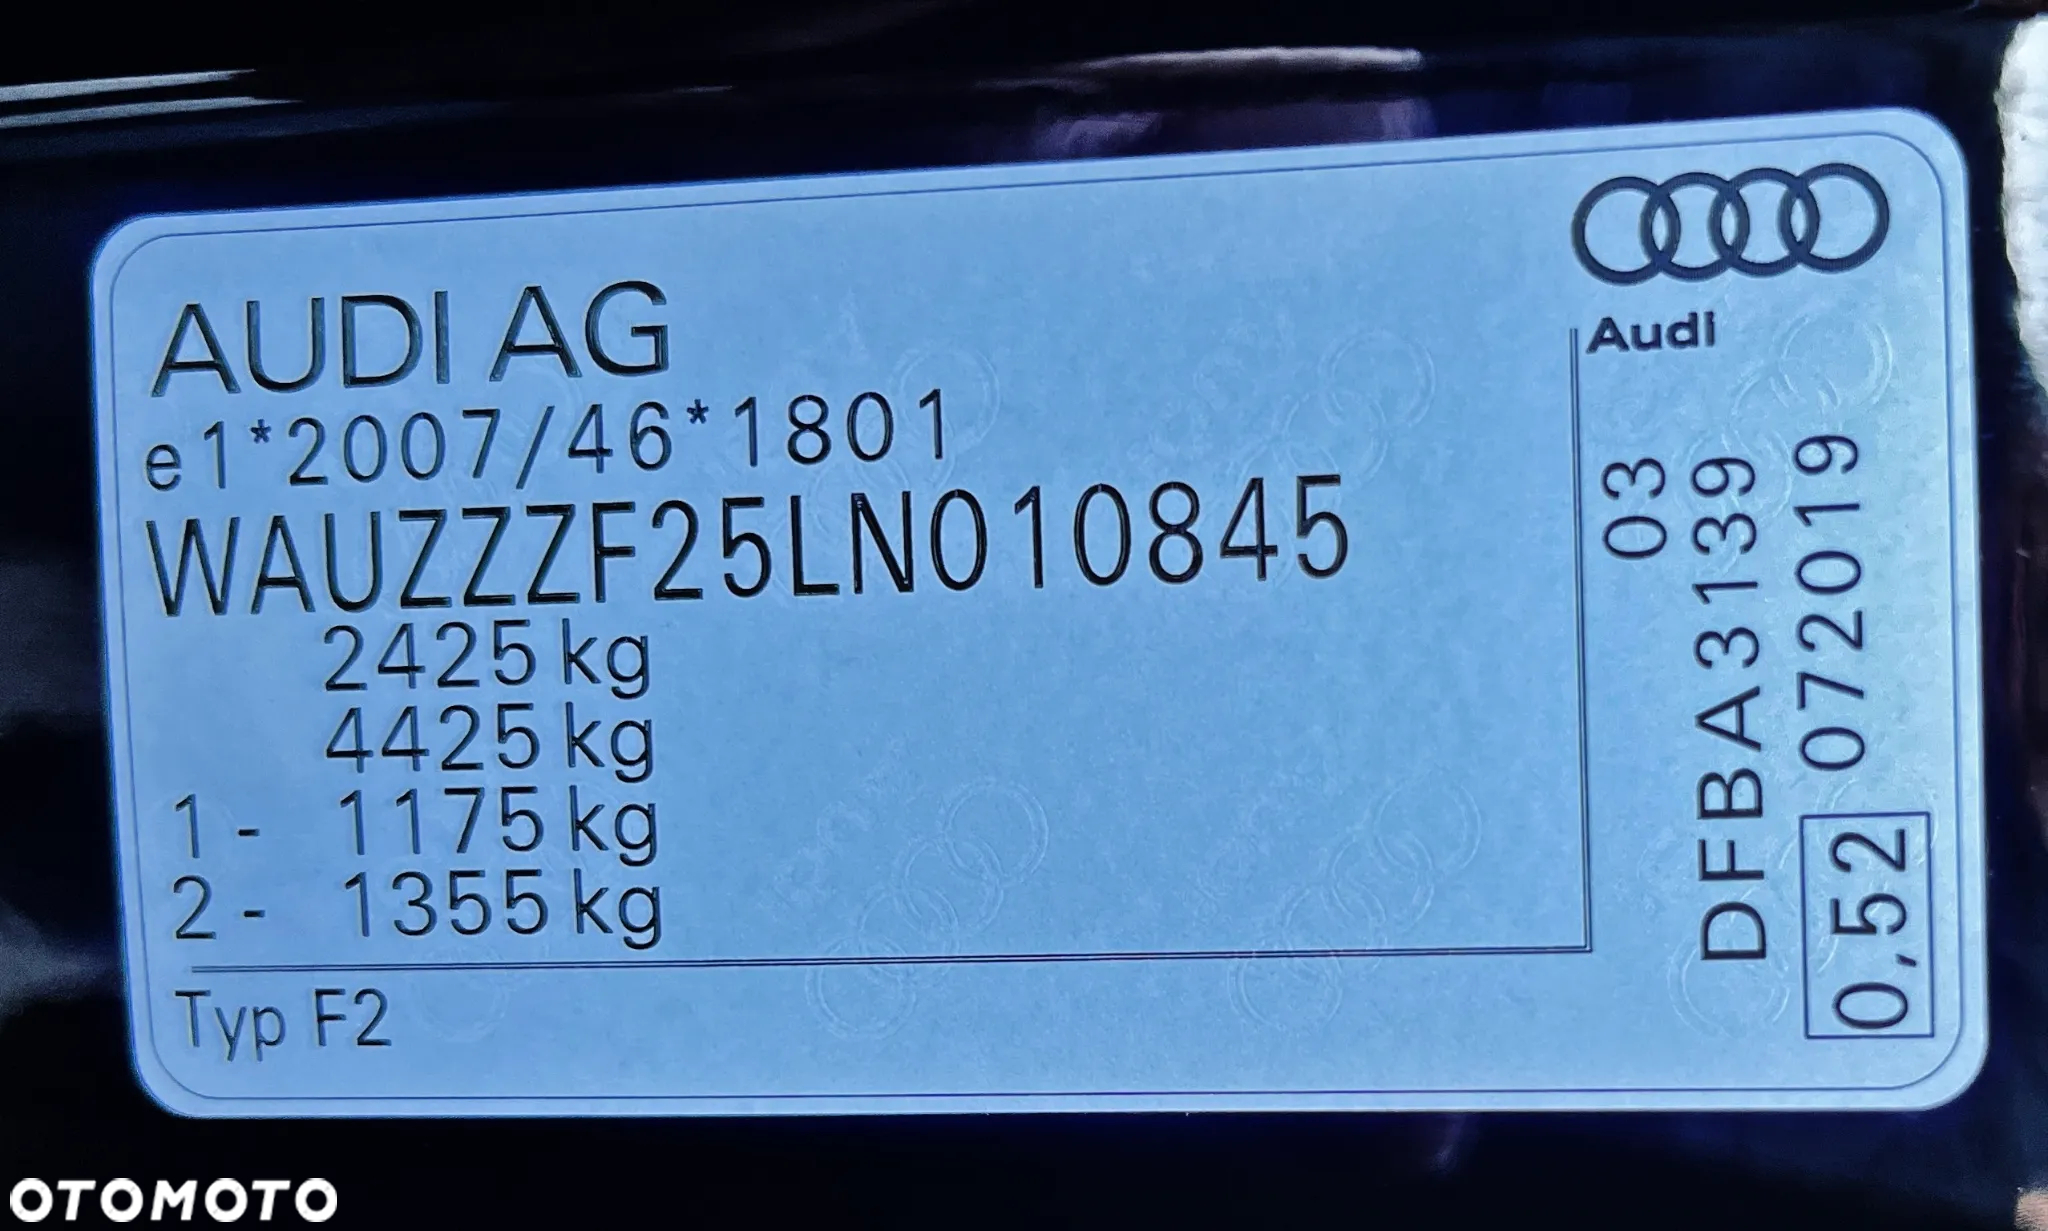 AUDI AG
e1*2007/46*1801
WAUZZZF25LN010845
2425 kg
4425 kg
1 - 1175 kg
2 - 1355 kg
Typ F2
Audi
03
DFBA3139
0,52 072019
OTOMOTO